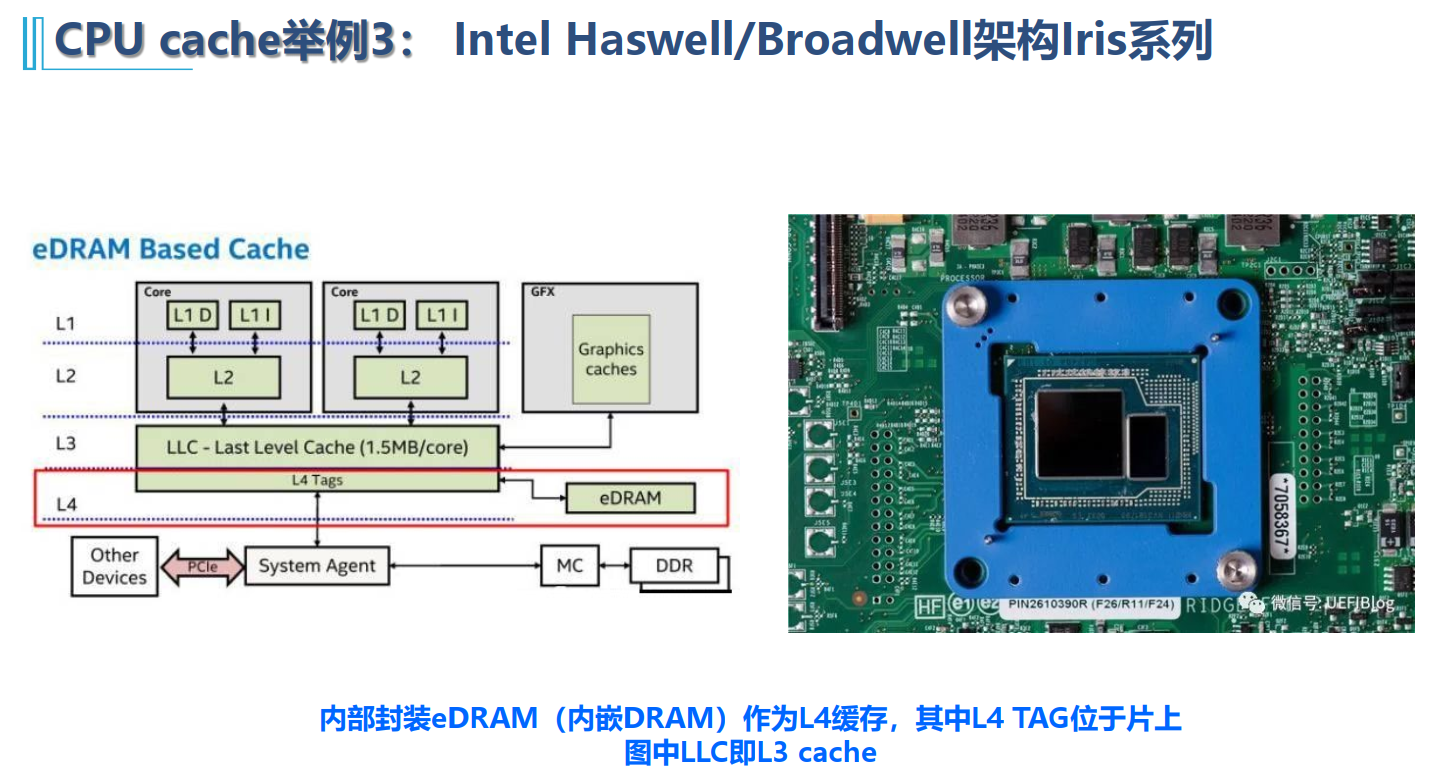 CPU cache举例3： Intel Haswell/Broadwell架构Iris系列
eDRAM Based Cache
Core
Core
GFX
L1
L1 D
L1 I
L1 D
L1 I
Graphics
caches
L2
L2
L2
L3
LLC - Last Level Cache (1.5MB/core)
L4 Tags
L4
eDRAM
Other
Devices
PCIe
System Agent
MC
DDR
PROCESSOR
*7058367*
HF
e1
e2
PIN2610390R (F26/R11/F24)
微信号: UEFIBlog
内部封装eDRAM（内嵌DRAM）作为L4缓存，其中L4 TAG位于片上
图中LLC即L3 cache